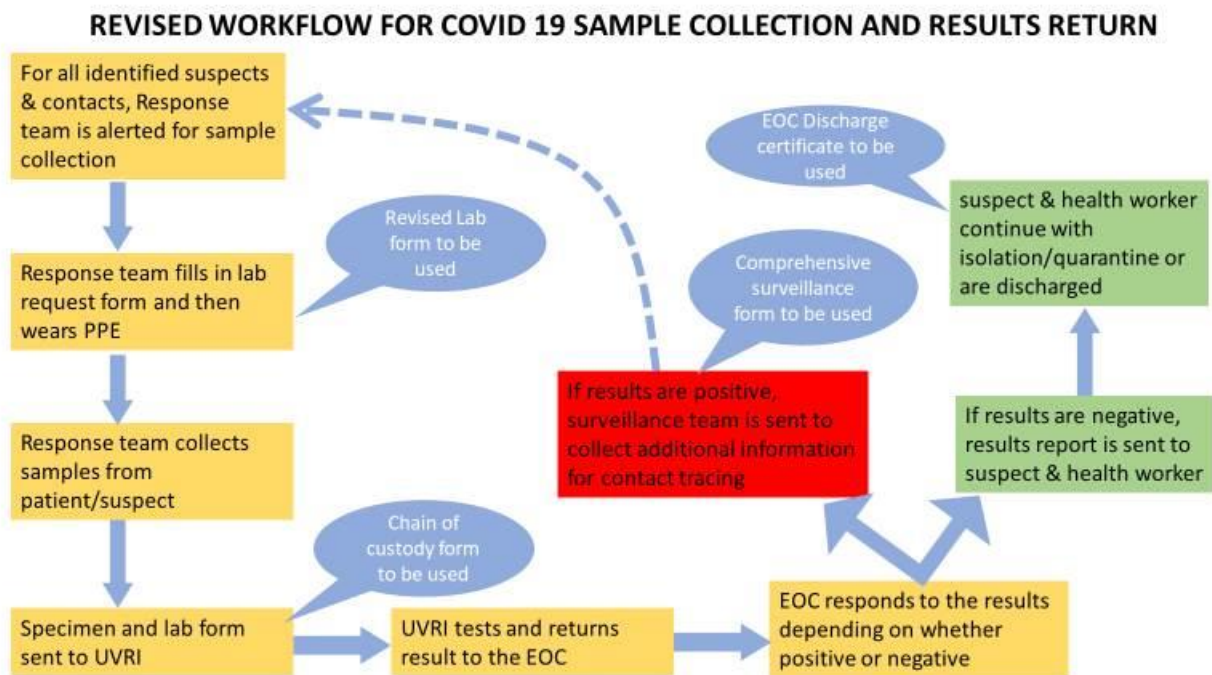 REVISED WORKFLOW FOR COVID 19 SAMPLE COLLECTION AND RESULTS RETURN
For all identified suspects
& contacts, Response
team is alerted for sample
collection
Revised Lab
form to be
used
Response team fills in lab
request form and then
wears PPE
Response team collects
samples from
patient/suspect
Chain of
custody form
to be used
Specimen and lab form
sent to UVRI
UVRI tests and returns
result to the EOC
EOC responds to the results
depending on whether
positive or negative
If results are positive,
surveillance team is sent to
collect additional information
for contact tracing
Comprehensive
surveillance
form to be used
If results are negative,
results report is sent to
suspect & health worker
suspect & health worker
continue with
isolation/quarantine or
are discharged
EOC Discharge
certificate to be
used